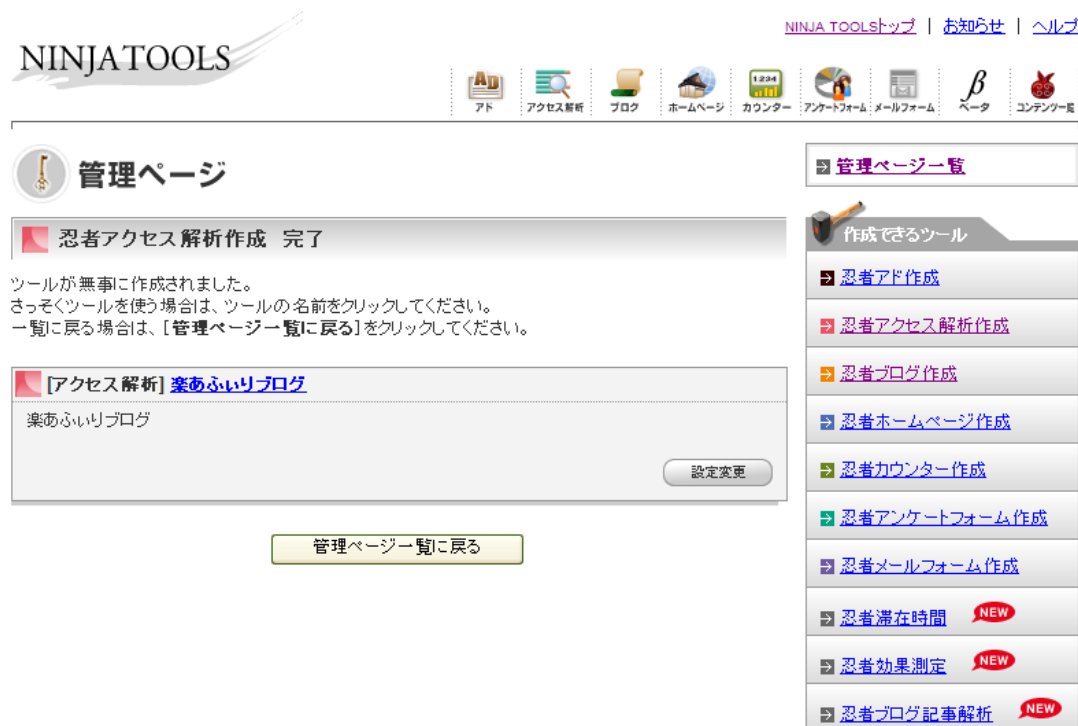 NINJA TOOLSトップ | お知らせ | ヘルプ
NINJATOOLS
AD
1234
β
アド アクセス解析 ブログ ホームページ カウンター アンケートフォーム メールフォーム ベータ コンテンツ一覧
管理ページ
忍者アクセス解析作成 完了
ツールが無事に作成されました。
さっそくツールを使う場合は、ツールの名前をクリックしてください。
一覧に戻る場合は、[管理ページ一覧に戻る]をクリックしてください。
[アクセス解析] 楽あふぃりブログ
楽あふぃりブログ
設定変更
管理ページ一覧に戻る
管理ページ一覧
作成できるツール
忍者アド作成
忍者アクセス解析作成
忍者ブログ作成
忍者ホームページ作成
忍者カウンター作成
忍者アンケートフォーム作成
忍者メールフォーム作成
忍者滞在時間 NEW
忍者効果測定 NEW
忍者ブログ記事解析 NEW